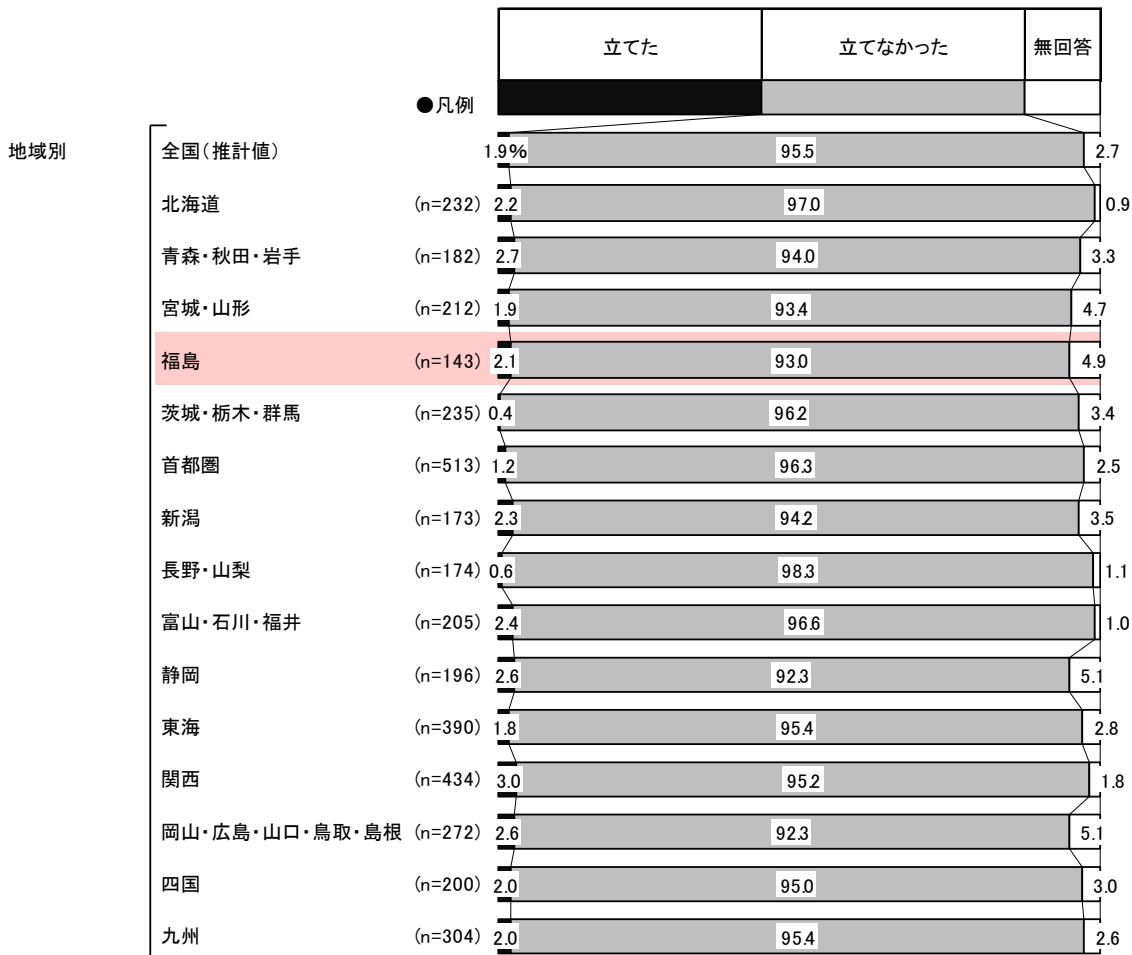 立てた 立てなかった 無回答
●凡例
地域別 全国(推計値) 1.9% 95.5 2.7
北海道 (n=232) 2.2 97.0 0.9
青森・秋田・岩手 (n=182) 2.7 94.0 3.3
宮城・山形 (n=212) 1.9 93.4 4.7
福島 (n=143) 2.1 93.0 4.9
茨城・栃木・群馬 (n=235) 0.4 96.2 3.4
首都圏 (n=513) 1.2 96.3 2.5
新潟 (n=173) 2.3 94.2 3.5
長野・山梨 (n=174) 0.6 98.3 1.1
富山・石川・福井 (n=205) 2.4 96.6 1.0
静岡 (n=196) 2.6 92.3 5.1
東海 (n=390) 1.8 95.4 2.8
関西 (n=434) 3.0 95.2 1.8
岡山・広島・山口・鳥取・島根 (n=272) 2.6 92.3 5.1
四国 (n=200) 2.0 95.0 3.0
九州 (n=304) 2.0 95.4 2.6